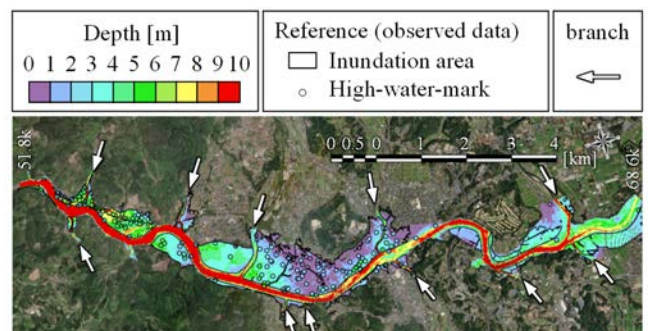 Depth [m]
0 1 2 3 4 5 6 7 8 9 10
Reference (observed data)
Inundation area
High-water-mark
branch
51.8k
0 0.5 0 1 2 3 4
[km]
68.6k